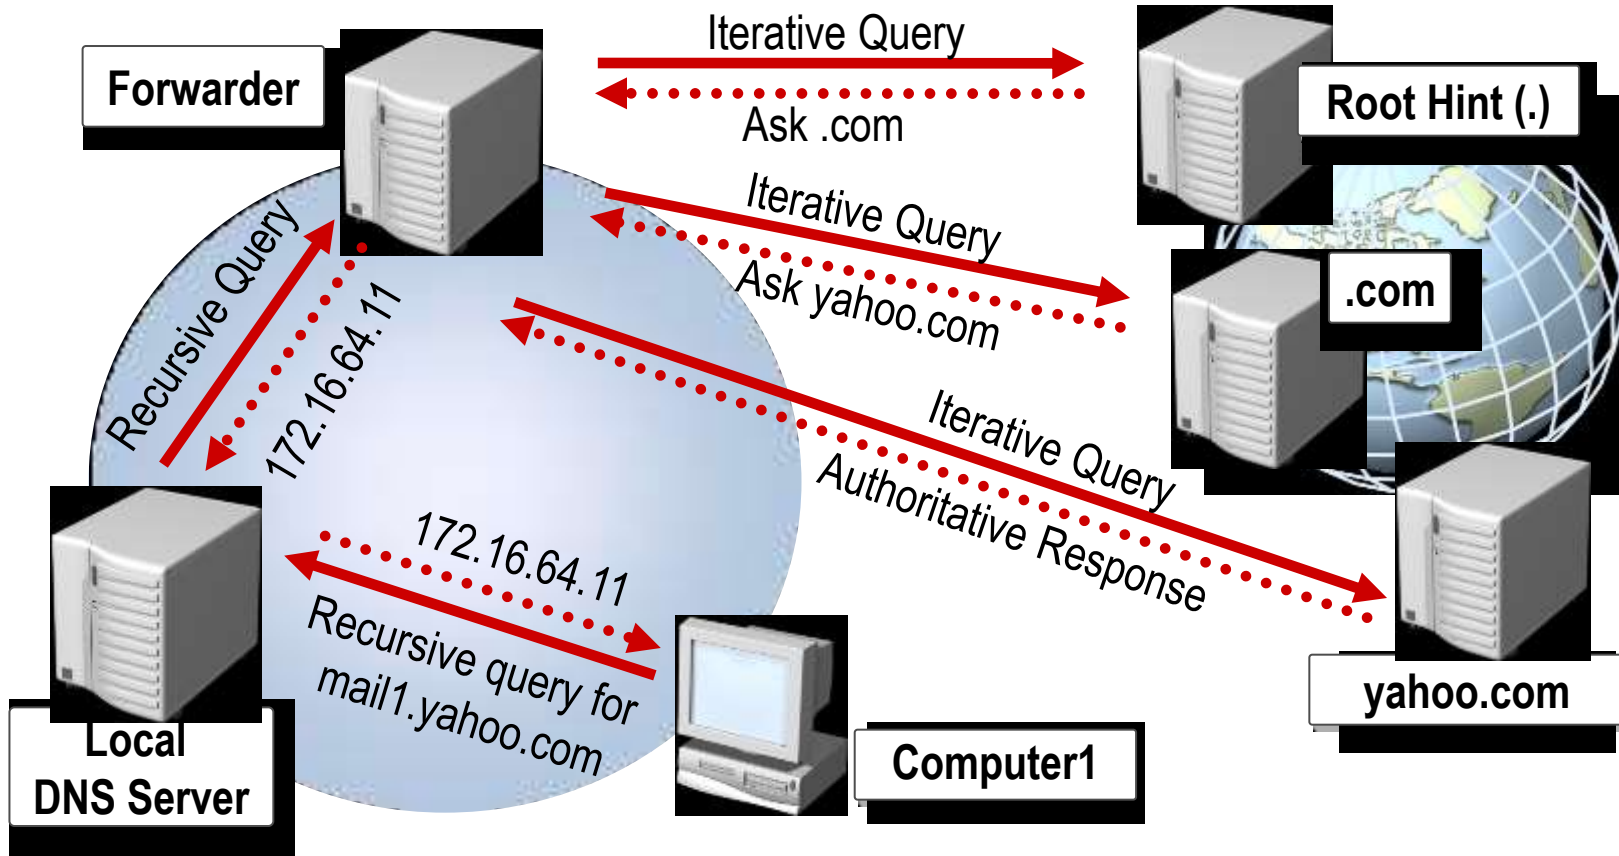 Iterative Query
Forwarder
Root Hint (.)
Ask .com
Iterative Query
Ask yahoo.com
.com
Recursive Query
172.16.64.11
Iterative Query
Authoritative Response
172.16.64.11
Recursive query for
mail1.yahoo.com
yahoo.com
Local
DNS Server
Computer1